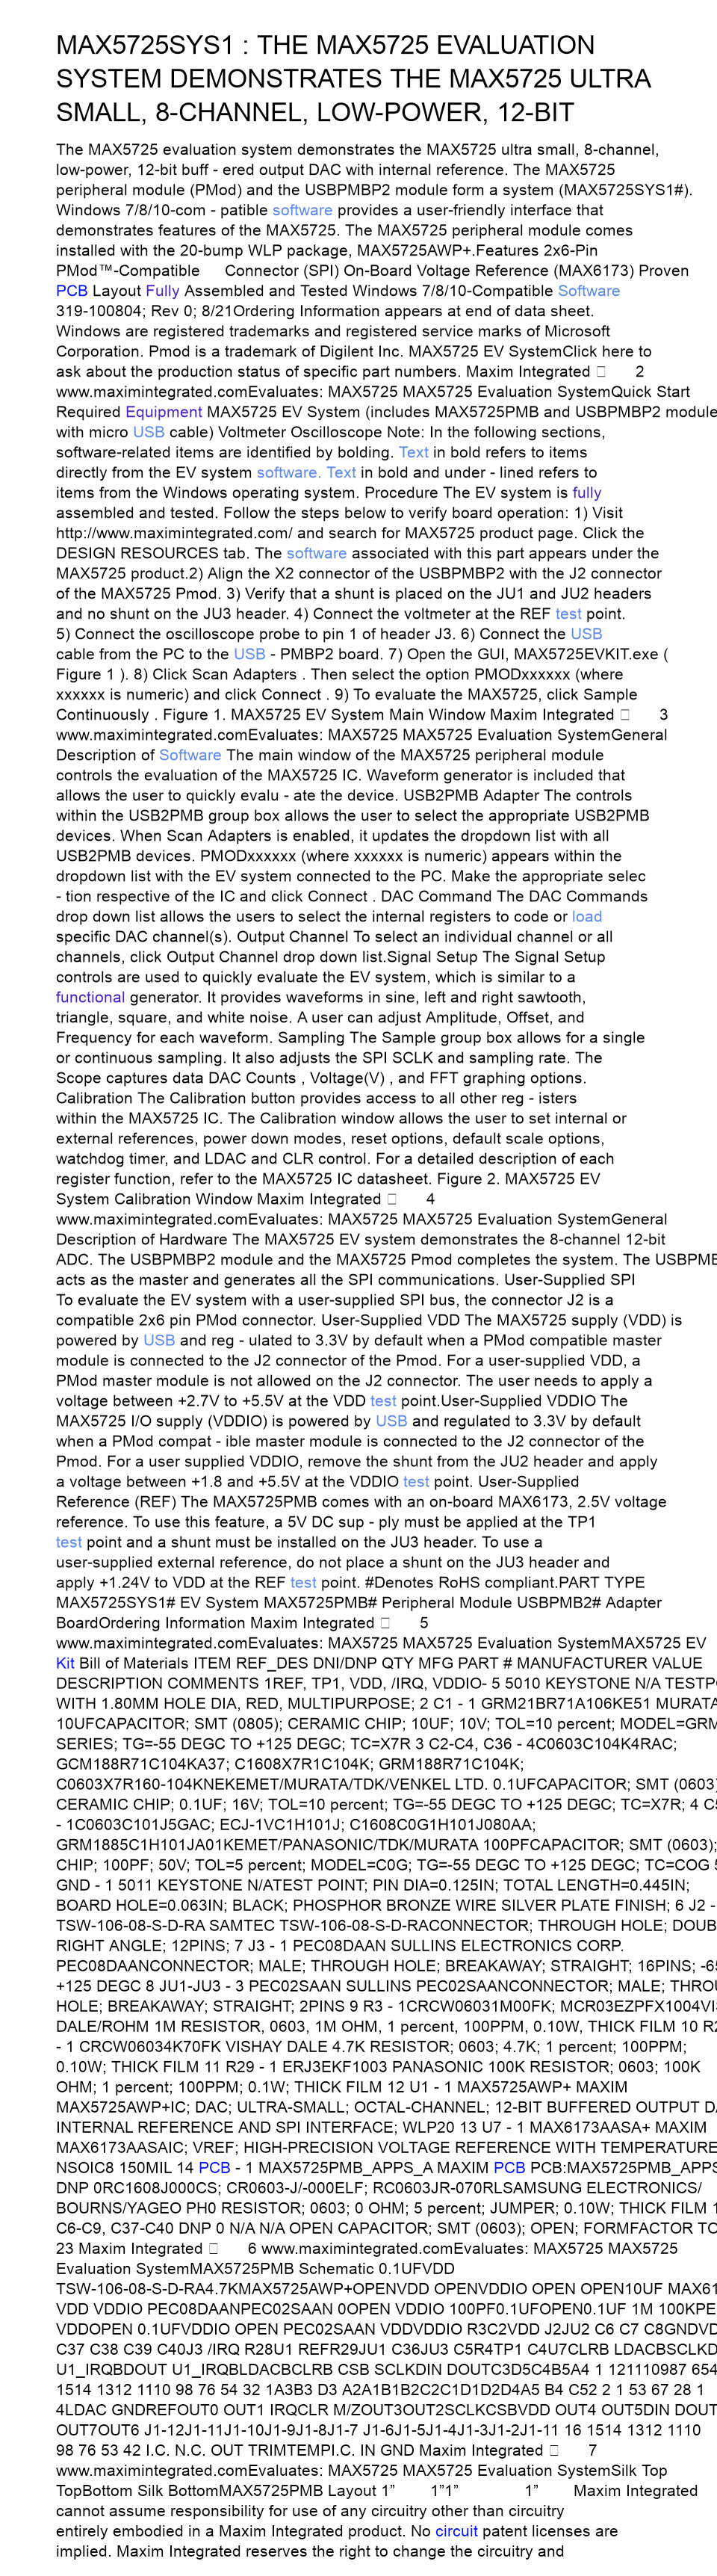 MAX5725SYS1 : THE MAX5725 EVALUATION
SYSTEM DEMONSTRATES THE MAX5725 ULTRA
SMALL, 8-CHANNEL, LOW-POWER, 12-BIT
The MAX5725 evaluation system demonstrates the MAX5725 ultra small, 8-channel,
low-power, 12-bit buff - ered output DAC with internal reference. The MAX5725
peripheral module (PMod) and the USBPMBP2 module form a system (MAX5725SYS1#).
Windows 7/8/10-com - patible software provides a user-friendly interface that
demonstrates features of the MAX5725. The MAX5725 peripheral module comes
installed with the 20-bump WLP package, MAX5725AWP+.Features 2x6-Pin
PMod™-Compatible Connector (SPI) On-Board Voltage Reference (MAX6173) Proven
PCB Layout Fully Assembled and Tested Windows 7/8/10-Compatible Software
319-100804; Rev 0; 8/21Ordering Information appears at end of data sheet.
Windows are registered trademarks and registered service marks of Microsoft
Corporation. Pmod is a trademark of Digilent Inc. MAX5725 EV SystemClick here to
ask about the production status of specific part numbers. Maxim Integrated 2
www.maximintegrated.comEvaluates: MAX5725 MAX5725 Evaluation SystemQuick Start
Required Equipment MAX5725 EV System (includes MAX5725PMB and USBPMBP2 module
with micro USB cable) Voltmeter Oscilloscope Note: In the following sections,
software-related items are identified by bolding. Text in bold refers to items
directly from the EV system software. Text in bold and under - lined refers to
items from the Windows operating system. Procedure The EV system is fully
assembled and tested. Follow the steps below to verify board operation: 1) Visit
http://www.maximintegrated.com/ and search for MAX5725 product page. Click the
DESIGN RESOURCES tab. The software associated with this part appears under the
MAX5725 product.2) Align the X2 connector of the USBPMBP2 with the J2 connector
of the MAX5725 Pmod. 3) Verify that a shunt is placed on the JU1 and JU2 headers
and no shunt on the JU3 header. 4) Connect the voltmeter at the REF test point.
5) Connect the oscilloscope probe to pin 1 of header J3. 6) Connect the USB
cable from the PC to the USB - PMBP2 board. 7) Open the GUI, MAX5725EVKIT.exe (
Figure 1 ). 8) Click Scan Adapters . Then select the option PMODxxxxxx (where
xxxxxx is numeric) and click Connect . 9) To evaluate the MAX5725, click Sample
Continuously . Figure 1. MAX5725 EV System Main Window Maxim Integrated 3
www.maximintegrated.comEvaluates: MAX5725 MAX5725 Evaluation SystemGeneral
Description of Software The main window of the MAX5725 peripheral module
controls the evaluation of the MAX5725 IC. Waveform generator is included that
allows the user to quickly evalu - ate the device. USB2PMB Adapter The controls
within the USB2PMB group box allows the user to select the appropriate USB2PMB
devices. When Scan Adapters is enabled, it updates the dropdown list with all
USB2PMB devices. PMODxxxxxx (where xxxxxx is numeric) appears within the
dropdown list with the EV system connected to the PC. Make the appropriate selec
- tion respective of the IC and click Connect . DAC Command The DAC Commands
drop down list allows the users to select the internal registers to code or load
specific DAC channel(s). Output Channel To select an individual channel or all
channels, click Output Channel drop down list.Signal Setup The Signal Setup
controls are used to quickly evaluate the EV system, which is similar to a
functional generator. It provides waveforms in sine, left and right sawtooth,
triangle, square, and white noise. A user can adjust Amplitude, Offset, and
Frequency for each waveform. Sampling The Sample group box allows for a single
or continuous sampling. It also adjusts the SPI SCLK and sampling rate. The
Scope captures data DAC Counts , Voltage(V) , and FFT graphing options.
Calibration The Calibration button provides access to all other reg - isters
within the MAX5725 IC. The Calibration window allows the user to set internal or
external references, power down modes, reset options, default scale options,
watchdog timer, and LDAC and CLR control. For a detailed description of each
register function, refer to the MAX5725 IC datasheet. Figure 2. MAX5725 EV
System Calibration Window Maxim Integrated 4
www.maximintegrated.comEvaluates: MAX5725 MAX5725 Evaluation SystemGeneral
Description of Hardware The MAX5725 EV system demonstrates the 8-channel 12-bit
ADC. The USBPMBP2 module and the MAX5725 Pmod completes the system. The USBPME
acts as the master and generates all the SPI communications. User-Supplied SPI
To evaluate the EV system with a user-supplied SPI bus, the connector J2 is a
compatible 2x6 pin PMod connector. User-Supplied VDD The MAX5725 supply (VDD) is
powered by USB and reg - ulated to 3.3V by default when a PMod compatible master
module is connected to the J2 connector of the Pmod. For a user-supplied VDD, a
PMod master module is not allowed on the J2 connector. The user needs to apply a
voltage between +2.7V to +5.5V at the VDD test point.User-Supplied VDDIO The
MAX5725 I/O supply (VDDIO) is powered by USB and regulated to 3.3V by default
when a PMod compat - ible master module is connected to the J2 connector of the
Pmod. For a user supplied VDDIO, remove the shunt from the JU2 header and apply
a voltage between +1.8 and +5.5V at the VDDIO test point. User-Supplied
Reference (REF) The MAX5725PMB comes with an on-board MAX6173, 2.5V voltage
reference. To use this feature, a 5V DC sup - ply must be applied at the TP1
test point and a shunt must be installed on the JU3 header. To use a
user-supplied external reference, do not place a shunt on the JU3 header and
apply +1.24V to VDD at the REF test point. #Denotes RoHS compliant.PART TYPE
MAX5725SYS1# EV System MAX5725PMB# Peripheral Module USBPMB2# Adapter
BoardOrdering Information Maxim Integrated 5
www.maximintegrated.comEvaluates: MAX5725 MAX5725 Evaluation SystemMAX5725 EV
Kit Bill of Materials ITEM REF_DES DNI/DNP QTY MFG PART # MANUFACTURER VALUE
DESCRIPTION COMMENTS 1REF, TP1, VDD, /IRQ, VDDIO- 5 5010 KEYSTONE N/A TESTPO
WITH 1.80MM HOLE DIA, RED, MULTIPURPOSE; 2 C1 - 1 GRM21BR71A106KE51 MURATA
10UFCAPACITOR; SMT (0805); CERAMIC CHIP; 10UF; 10V; TOL=10 percent; MODEL=GRM
SERIES; TG=-55 DEGC TO +125 DEGC; TC=X7R 3 C2-C4, C36 - 4C0603C104K4RAC;
GCM188R71C104KA37; C1608X7R1C104K; GRM188R71C104K;
C0603X7R160-104KNEKEMET/MURATA/TDK/VENKEL LTD. 0.1UFCAPACITOR; SMT (0603)
CERAMIC CHIP; 0.1UF; 16V; TOL=10 percent; TG=-55 DEGC TO +125 DEGC; TC=X7R; 4 C5
- 1C0603C101J5GAC; ECJ-1VC1H101J; C1608C0G1H101J080AA;
GRM1885C1H101JA01KEMET/PANASONIC/TDK/MURATA 100PFCAPACITOR; SMT (0603);
CHIP; 100PF; 50V; TOL=5 percent; MODEL=C0G; TG=-55 DEGC TO +125 DEGC; TC=COG 5
GND - 1 5011 KEYSTONE N/ATEST POINT; PIN DIA=0.125IN; TOTAL LENGTH=0.445IN;
BOARD HOLE=0.063IN; BLACK; PHOSPHOR BRONZE WIRE SILVER PLATE FINISH; 6 J2 -
TSW-106-08-S-D-RA SAMTEC TSW-106-08-S-D-RACONNECTOR; THROUGH HOLE; DOUB
RIGHT ANGLE; 12PINS; 7 J3 - 1 PEC08DAAN SULLINS ELECTRONICS CORP.
PEC08DAANCONNECTOR; MALE; THROUGH HOLE; BREAKAWAY; STRAIGHT; 16PINS; -65
+125 DEGC 8 JU1-JU3 - 3 PEC02SAAN SULLINS PEC02SAANCONNECTOR; MALE; THROU
HOLE; BREAKAWAY; STRAIGHT; 2PINS 9 R3 - 1CRCW06031M00FK; MCR03EZPFX1004VIS
DALE/ROHM 1M RESISTOR, 0603, 1M OHM, 1 percent, 100PPM, 0.10W, THICK FILM 10 R2
- 1 CRCW06034K70FK VISHAY DALE 4.7K RESISTOR; 0603; 4.7K; 1 percent; 100PPM;
0.10W; THICK FILM 11 R29 - 1 ERJ3EKF1003 PANASONIC 100K RESISTOR; 0603; 100K
OHM; 1 percent; 100PPM; 0.1W; THICK FILM 12 U1 - 1 MAX5725AWP+ MAXIM
MAX5725AWP+IC; DAC; ULTRA-SMALL; OCTAL-CHANNEL; 12-BIT BUFFERED OUTPUT DA
INTERNAL REFERENCE AND SPI INTERFACE; WLP20 13 U7 - 1 MAX6173AASA+ MAXIM
MAX6173AASAIC; VREF; HIGH-PRECISION VOLTAGE REFERENCE WITH TEMPERATURE
NSOIC8 150MIL 14 PCB - 1 MAX5725PMB_APPS_A MAXIM PCB PCB:MAX5725PMB_APPS
DNP 0RC1608J000CS; CR0603-J/-000ELF; RC0603JR-070RLSAMSUNG ELECTRONICS/
BOURNS/YAGEO PH0 RESISTOR; 0603; 0 OHM; 5 percent; JUMPER; 0.10W; THICK FILM 1
C6-C9, C37-C40 DNP 0 N/A N/A OPEN CAPACITOR; SMT (0603); OPEN; FORMFACTOR TO
23 Maxim Integrated 6 www.maximintegrated.comEvaluates: MAX5725 MAX5725
Evaluation SystemMAX5725PMB Schematic 0.1UFVDD
TSW-106-08-S-D-RA4.7KMAX5725AWP+OPENVDD OPENVDDIO OPEN OPEN10UF MAX61
VDD VDDIO PEC08DAANPEC02SAAN 0OPEN VDDIO 100PF0.1UFOPEN0.1UF 1M 100KPE
VDDOPEN 0.1UFVDDIO OPEN PEC02SAAN VDDVDDIO R3C2VDD J2JU2 C6 C7 C8GNDVD
C37 C38 C39 C40J3 /IRQ R28U1 REFR29JU1 C36JU3 C5R4TP1 C4U7CLRB LDACBSCLKD
U1_IRQBDOUT U1_IRQBLDACBCLRB CSB SCLKDIN DOUTC3D5C4B5A4 1 121110987 654
1514 1312 1110 98 76 54 32 1A3B3 D3 A2A1B1B2C2C1D1D2D4A5 B4 C52 2 1 53 67 28 1
4LDAC GNDREFOUT0 OUT1 IRQCLR M/ZOUT3OUT2SCLKCSBVDD OUT4 OUT5DIN DOUT
OUT7OUT6 J1-12J1-11J1-10J1-9J1-8J1-7 J1-6J1-5J1-4J1-3J1-2J1-11 16 1514 1312 1110
98 76 53 42 I.C. N.C. OUT TRIMTEMPI.C. IN GND Maxim Integrated 7
www.maximintegrated.comEvaluates: MAX5725 MAX5725 Evaluation SystemSilk Top
TopBottom Silk BottomMAX5725PMB Layout 1” 1”1” 1” Maxim Integrated
cannot assume responsibility for use of any circuitry other than circuitry
entirely embodied in a Maxim Integrated product. No circuit patent licenses are
implied. Maxim Integrated reserves the right to change the circuitry and